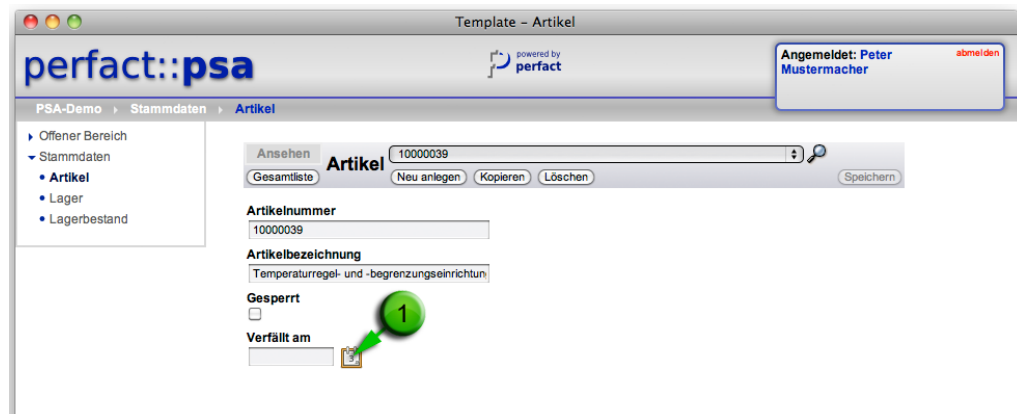 Template – Artikel
perfact::psa
powered by
perfact
Angemeldet: Peter
Mustermacher
abmelden
PSA-Demo Stammdaten Artikel
Offener Bereich
Stammdaten
Artikel
Lager
Lagerbestand
Ansehen
Artikel
10000039
Gesamtliste
Neu anlegen
Kopieren
Löschen
Speichern
Artikelnummer
10000039
Artikelbezeichnung
Temperaturregel- und -begrenzungseinrichtun
Gesperrt
1
Verfällt am